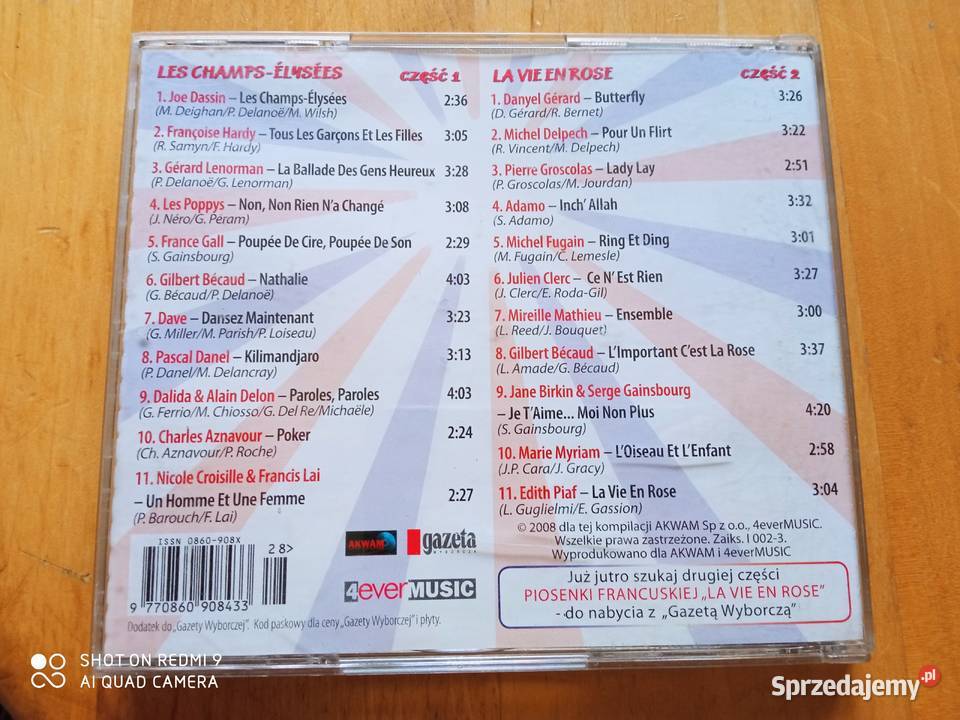 LES CHAMPS-ÉLYSÉES CZĘŚĆ 1
1. Joe Dassin – Les Champs-Élysées 2:36
(M. Deighan/P. Delanoë/M. Wilsh)
2. Françoise Hardy – Tous Les Garçons Et Les Filles 3:05
(R. Samyn/F. Hardy)
3. Gérard Lenorman – La Ballade Des Gens Heureux 3:28
(P. Delanoë/G. Lenorman)
4. Les Poppys – Non, Non Rien N'a Changé 3:08
(J. Néro/G. Péram)
5. France Gall – Poupée De Cire, Poupée De Son 2:29
(S. Gainsbourg)
6. Gilbert Bécaud – Nathalie 4:03
(G. Bécaud/P. Delanoë)
7. Dave – Dansez Maintenant 3:23
(G. Miller/M. Parish/P. Loiseau)
8. Pascal Danel – Kilimandjaro 3:13
(P. Danel/M. Delancray)
9. Dalida & Alain Delon – Paroles, Paroles 4:03
(G. Ferrio/M. Chiosso/G. Del Re/Michaële)
10. Charles Aznavour – Poker 2:24
(Ch. Aznavour/P. Roche)
11. Nicole Croisille & Francis Lai
– Un Homme Et Une Femme 2:27
(P. Barouch/F. Lai)
ISSN 0860-908X
28>
9 770860 908433
AKWAM
gazeta
WYBORCZA
4everMUSIC
Dodatek do „Gazety Wyborczej". Kod paskowy dla ceny „Gazety Wyborczej" i płyty.
LA VIE EN ROSE CZĘŚĆ 2
1. Danyel Gérard – Butterfly 3:26
(D. Gérard/R. Bernet)
2. Michel Delpech – Pour Un Flirt 3:22
(R. Vincent/M. Delpech)
3. Pierre Groscolas – Lady Lay 2:51
(P. Groscolas/M. Jourdan)
4. Adamo – Inch' Allah 3:32
(S. Adamo)
5. Michel Fugain – Ring Et Ding 3:01
(M. Fugain/C. Lemesle)
6. Julien Clerc – Ce N' Est Rien 3:27
(J. Clerc/E. Roda-Gil)
7. Mireille Mathieu – Ensemble 3:00
(L. Reed/J. Bouquet)
8. Gilbert Bécaud – L'Important C'est La Rose 3:37
(L. Amade/G. Bécaud)
9. Jane Birkin & Serge Gainsbourg
– Je T'Aime... Moi Non Plus 4:20
(S. Gainsbourg)
10. Marie Myriam – L'Oiseau Et L'Enfant 2:58
(J.P. Cara/J. Gracy)
11. Edith Piaf – La Vie En Rose 3:04
(L. Guglielmi/E. Gassion)
© 2008 dla tej kompilacji AKWAM Sp z o.o., 4everMUSIC.
Wszelkie prawa zastrzeżone. Zaiks. I 002-3.
Wyprodukowano dla AKWAM i 4everMUSIC
Już jutro szukaj drugiej części
PIOSENKI FRANCUSKIEJ „LA VIE EN ROSE"
- do nabycia z „Gazetą Wyborczą"
SHOT ON REDMI 9
AI QUAD CAMERA
Sprzedajemy.pl